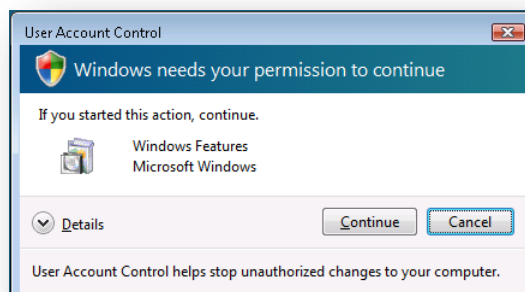 User Account Control
Windows needs your permission to continue
If you started this action, continue.
Windows Features
Microsoft Windows
Details
Continue
Cancel
User Account Control helps stop unauthorized changes to your computer.